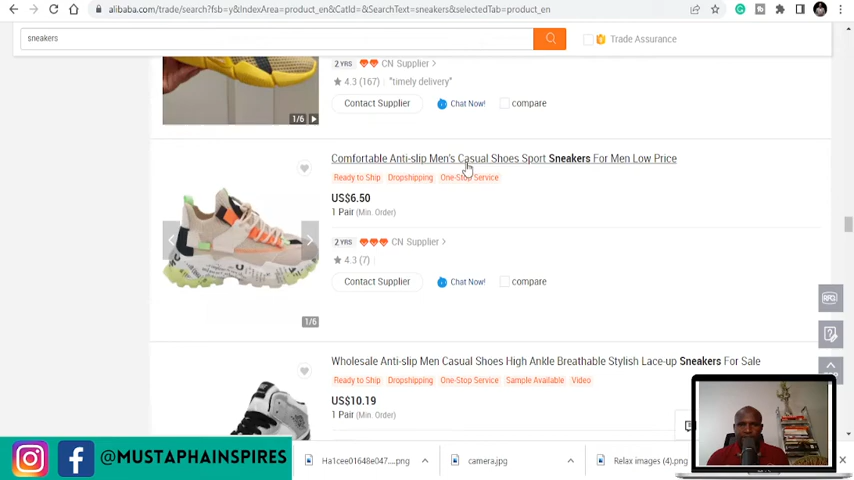 alibaba.com/trade/search?fsb=y&IndexArea=product_en&CatId=&SearchText=sneakers&selectedTab=product_en
sneakers
Trade Assurance
2 YRS CN Supplier >
4.3 (167) "timely delivery"
Contact Supplier Chat Now! compare
1/6
Comfortable Anti-slip Men's Casual Shoes Sport Sneakers For Men Low Price
Ready to Ship Dropshipping One-Stop Service
US$6.50
1 Pair (Min. Order)
2 YRS CN Supplier >
4.3 (7)
Contact Supplier Chat Now! compare
1/6
RFQ
Wholesale Anti-slip Men Casual Shoes High Ankle Breathable Stylish Lace-up Sneakers For Sale
Ready to Ship Dropshipping One-Stop Service Sample Available Video
US$10.19
1 Pair (Min. Order)
@MUSTAPHAINSPIRES
Ha1cee01648e047....png
camera.jpg
Relax images (4).png